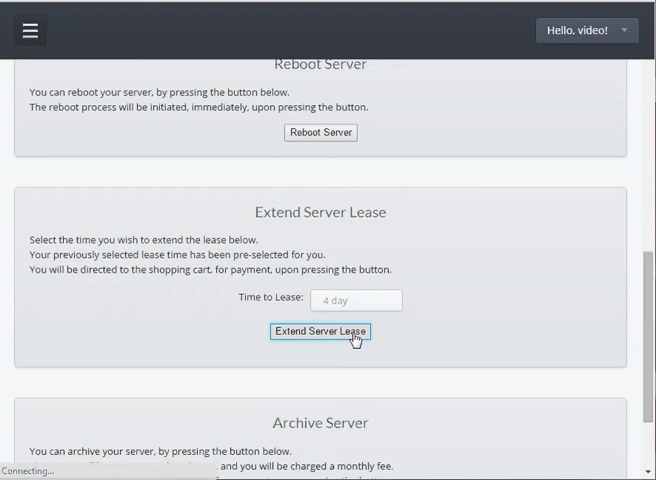 Hello, video!
Reboot Server
You can reboot your server, by pressing the button below.
The reboot process will be initiated, immediately, upon pressing the button.
Reboot Server
Extend Server Lease
Select the time you wish to extend the lease below.
Your previously selected lease time has been pre-selected for you.
You will be directed to the shopping cart, for payment, upon pressing the button.
Time to Lease: 4 day
Extend Server Lease
Archive Server
You can archive your server, by pressing the button below.
and you will be charged a monthly fee.
Connecting...